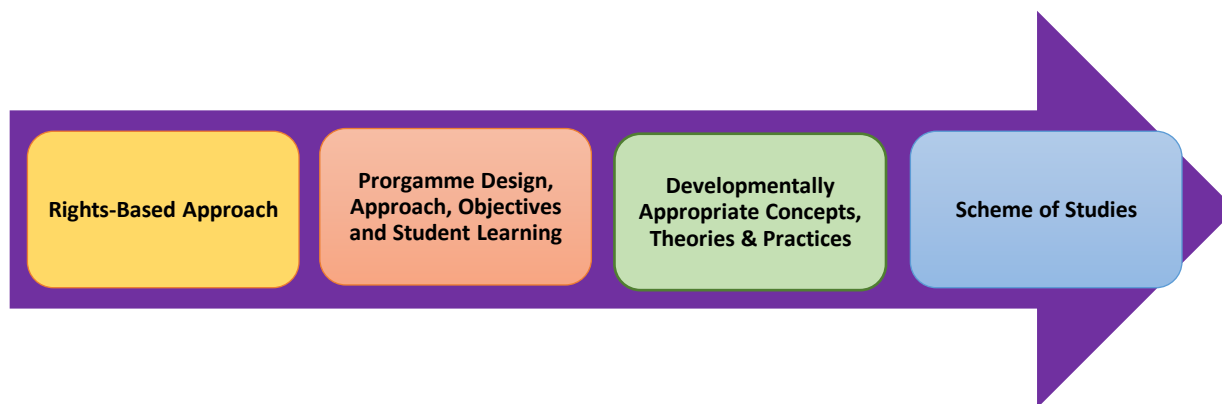 Rights-Based Approach
Prorgamme Design,
Approach, Objectives
and Student Learning
Developmentally
Appropriate Concepts,
Theories & Practices
Scheme of Studies